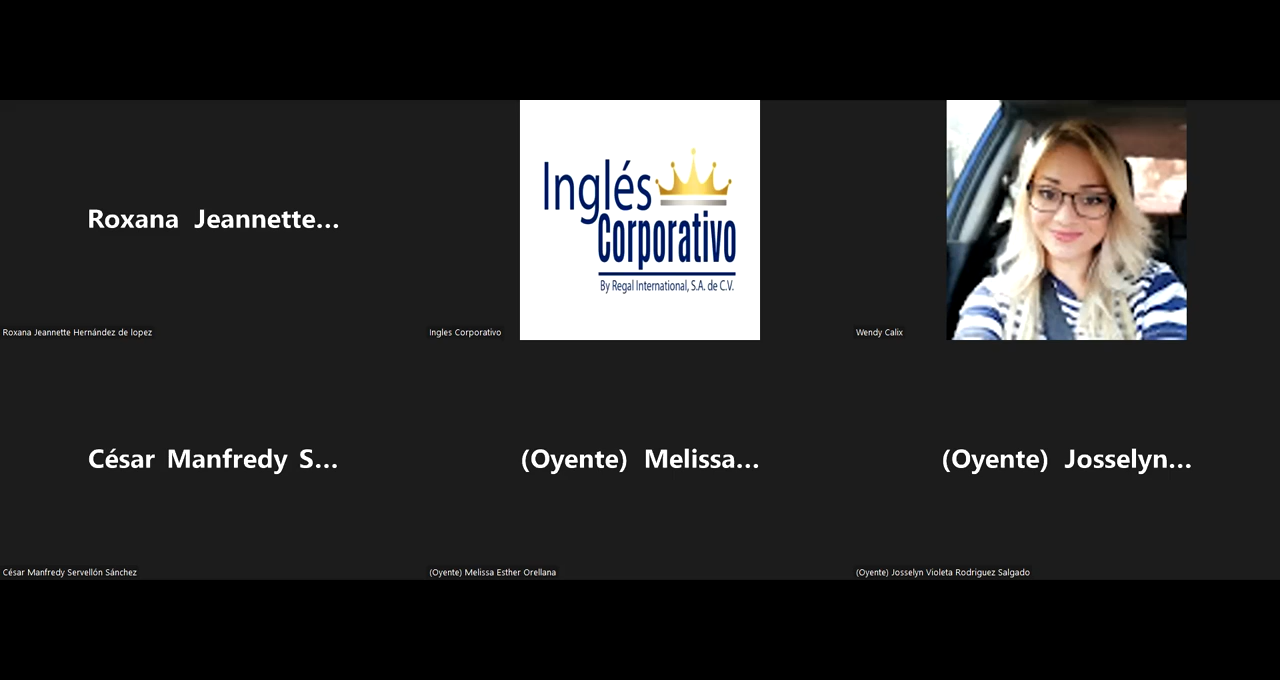 Roxana Jeannette...
Roxana Jeannette Hernández de lopez
Inglés
Corporativo
By Regal International, S.A. de C.V.
Ingles Corporativo
Wendy Calix
César Manfredy S...
César Manfredy Servellón Sánchez
(Oyente) Melissa...
(Oyente) Melissa Esther Orellana
(Oyente) Josselyn...
(Oyente) Josselyn Violeta Rodriguez Salgado